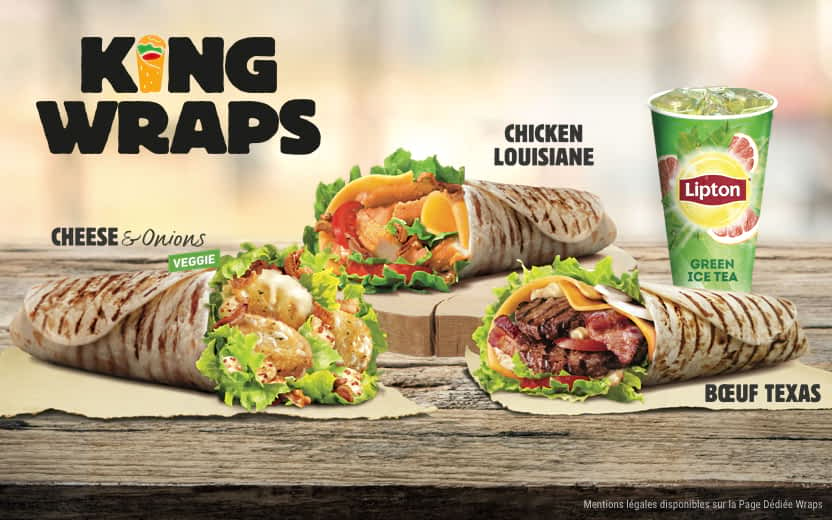 KING
WRAPS
CHICKEN
LOUISIANE
CHEESE & Onions
VEGGIE
Lipton
GREEN
ICE TEA
BŒUF TEXAS
Mentions légales disponibles sur la Page Dédiée Wraps